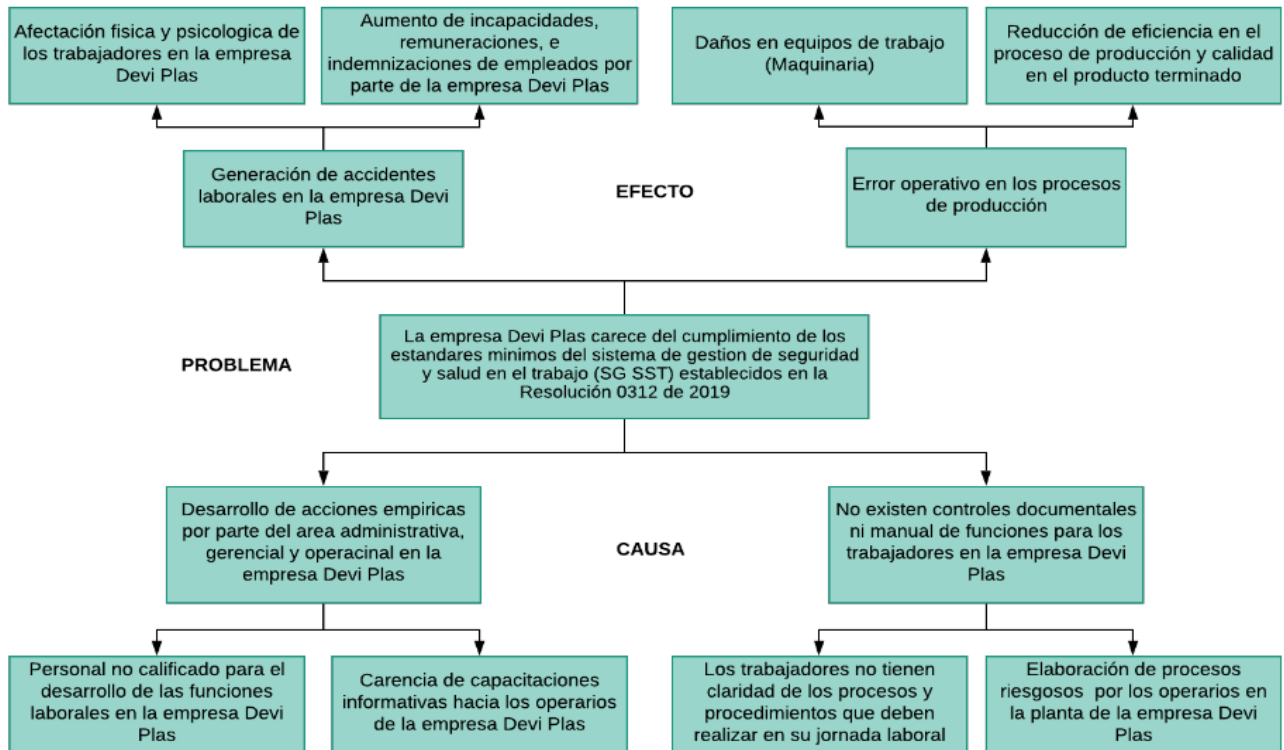 Afectación fisica y psicologica de
los trabajadores en la empresa
Devi Plas
Aumento de incapacidades,
remuneraciones, e
indemnizaciones de empleados por
parte de la empresa Devi Plas
Daños en equipos de trabajo
(Maquinaria)
Reducción de eficiencia en el
proceso de producción y calidad
en el producto terminado
Generación de accidentes
laborales en la empresa Devi
Plas
EFECTO
Error operativo en los procesos
de producción
PROBLEMA
La empresa Devi Plas carece del cumplimiento de los
estandares minimos del sistema de gestion de seguridad
y salud en el trabajo (SG SST) establecidos en la
Resolución 0312 de 2019
Desarrollo de acciones empiricas
por parte del area administrativa,
gerencial y operacinal en la
empresa Devi Plas
CAUSA
No existen controles documentales
ni manual de funciones para los
trabajadores en la empresa Devi
Plas
Personal no calificado para el
desarrollo de las funciones
laborales en la empresa Devi
Plas
Carencia de capacitaciones
informativas hacia los operarios
de la empresa Devi Plas
Los trabajadores no tienen
claridad de los procesos y
procedimientos que deben
realizar en su jornada laboral
Elaboración de procesos
riesgosos por los operarios en
la planta de la empresa Devi
Plas